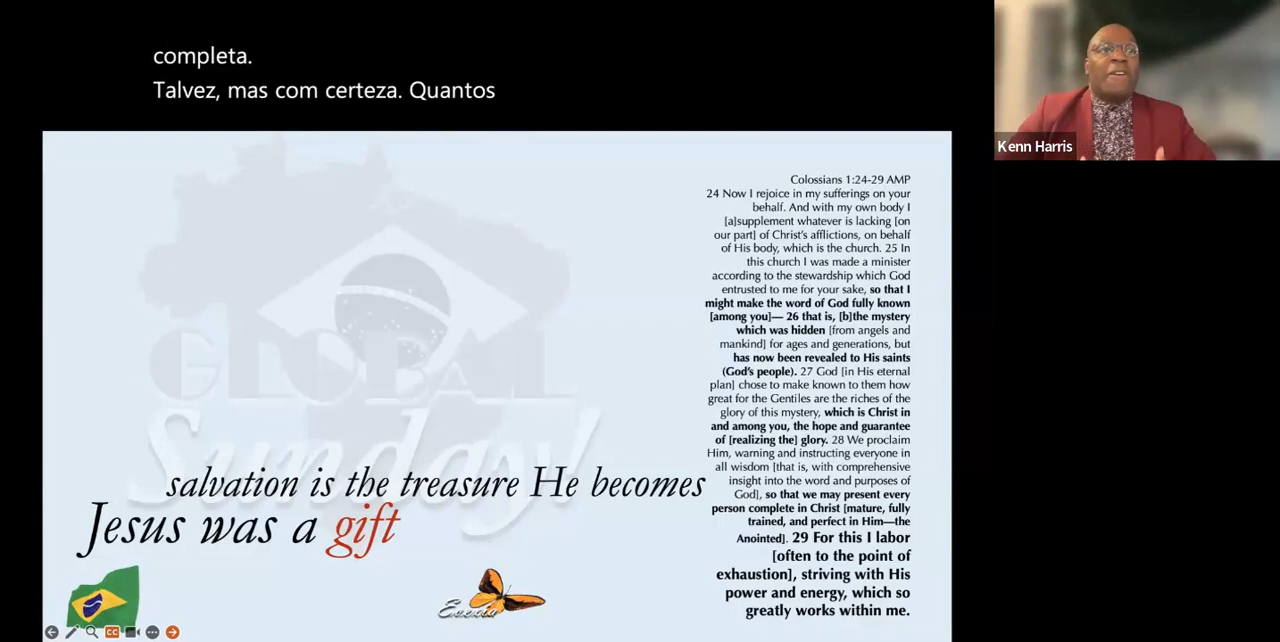 completa.
Talvez, mas com certeza. Quantos
Kenn Harris
GLOBAL
Sunday!
salvation is the treasure He becomes
Jesus was a gift
Colossians 1:24-29 AMP
24 Now I rejoice in my sufferings on your
behalf. And with my own body I
[a]supplement whatever is lacking [on
our part] of Christ’s afflictions, on behalf
of His body, which is the church. 25 In
this church I was made a minister
according to the stewardship which God
entrusted to me for your sake, so that I
might make the word of God fully known
[among you]— 26 that is, [b]the mystery
which was hidden [from angels and
mankind] for ages and generations, but
has now been revealed to His saints
(God’s people). 27 God [in His eternal
plan] chose to make known to them how
great for the Gentiles are the riches of the
glory of this mystery, which is Christ in
and among you, the hope and guarantee
of [realizing the] glory. 28 We proclaim
Him, warning and instructing everyone in
all wisdom [that is, with comprehensive
insight into the word and purposes of
God], so that we may present every
person complete in Christ [mature, fully
trained, and perfect in Him—the
Anointed]. 29 For this I labor
[often to the point of
exhaustion], striving with His
power and energy, which so
greatly works within me.
CC